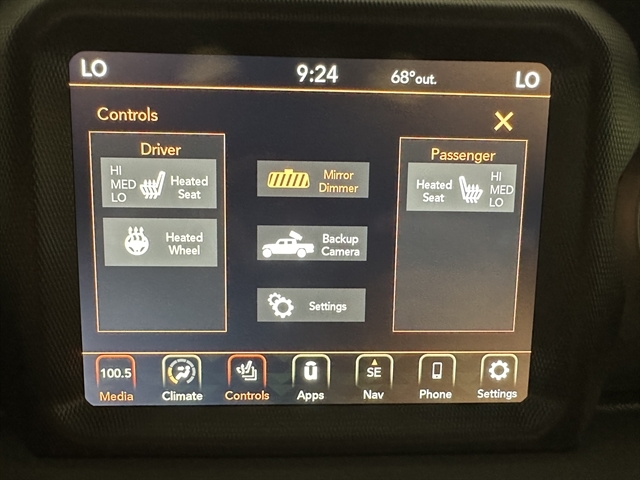 LO 9:24 68°out. LO
Controls
Driver
HI
MED
LO
Heated
Seat
Heated
Wheel
Mirror
Dimmer
Backup
Camera
Settings
Passenger
Heated
Seat
HI
MED
LO
100.5
Media
Climate
Controls
Apps
SE
Nav
Phone
Settings